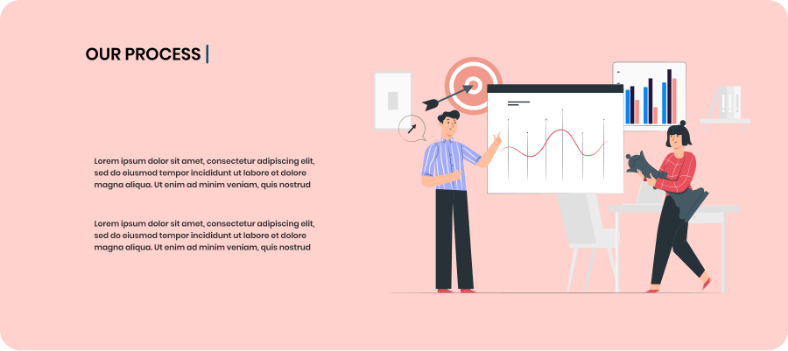 OUR PROCESS |
Lorem ipsum dolor sit amet, consectetur adipiscing elit,
sed do eiusmod tempor incididunt ut labore et dolore
magna aliqua. Ut enim ad minim veniam, quis nostrud
Lorem ipsum dolor sit amet, consectetur adipiscing elit,
sed do eiusmod tempor incididunt ut labore et dolore
magna aliqua. Ut enim ad minim veniam, quis nostrud